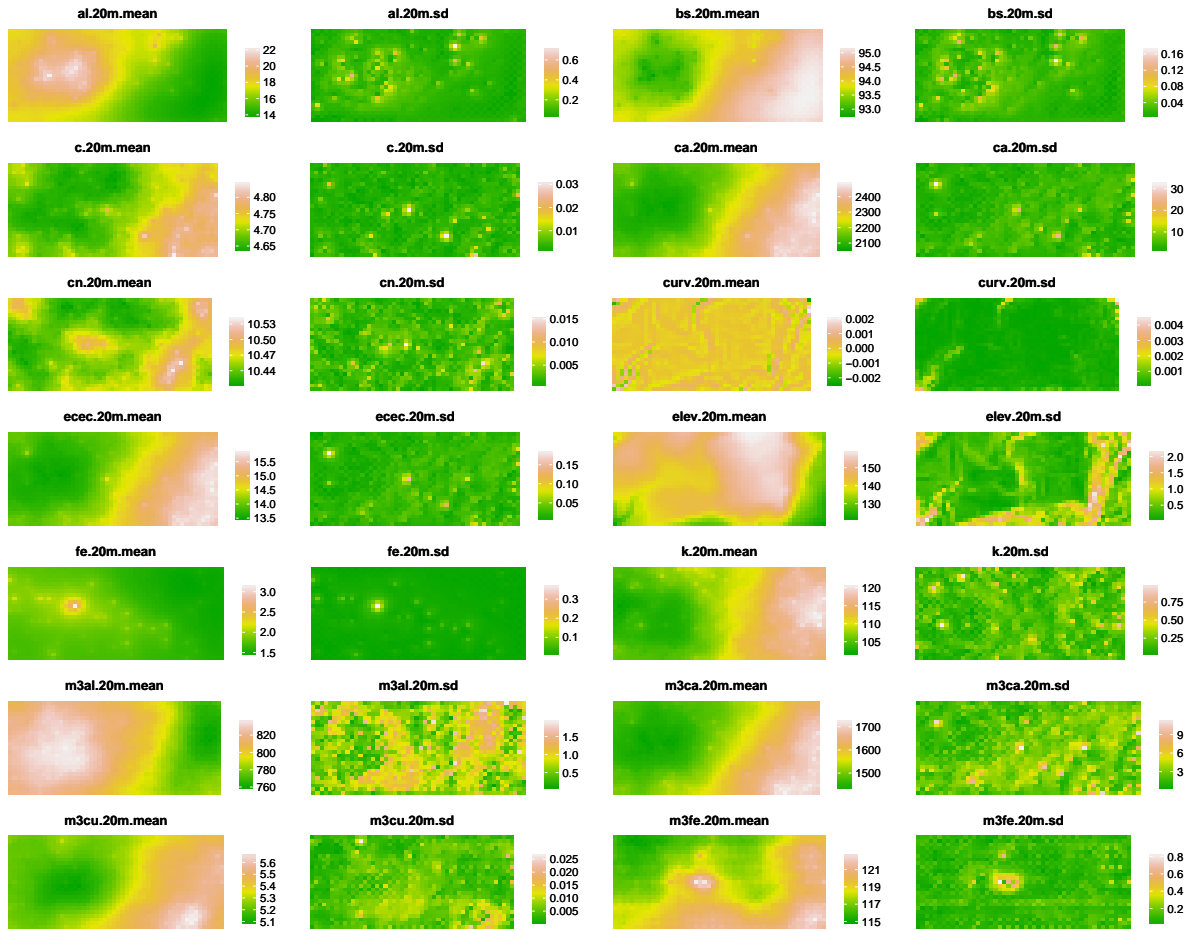 al.20m.mean al.20m.sd bs.20m.mean bs.20m.sd
22 20 18 16 14
0.6 0.4 0.2
95.0 94.5 94.0 93.5 93.0
0.16 0.12 0.08 0.04
c.20m.mean c.20m.sd ca.20m.mean ca.20m.sd
4.80 4.75 4.70 4.65
0.03 0.02 0.01
2400 2300 2200 2100
30 20 10
cn.20m.mean cn.20m.sd curv.20m.mean curv.20m.sd
10.53 10.50 10.47 10.44
0.015 0.010 0.005
0.002 0.001 0.000 −0.001 −0.002
0.004 0.003 0.002 0.001
ecec.20m.mean ecec.20m.sd elev.20m.mean elev.20m.sd
15.5 15.0 14.5 14.0 13.5
0.15 0.10 0.05
150 140 130
2.0 1.5 1.0 0.5
fe.20m.mean fe.20m.sd k.20m.mean k.20m.sd
3.0 2.5 2.0 1.5
0.3 0.2 0.1
120 115 110 105
0.75 0.50 0.25
m3al.20m.mean m3al.20m.sd m3ca.20m.mean m3ca.20m.sd
820 800 780 760
1.5 1.0 0.5
1700 1600 1500
9 6 3
m3cu.20m.mean m3cu.20m.sd m3fe.20m.mean m3fe.20m.sd
5.6 5.5 5.4 5.3 5.2 5.1
0.025 0.020 0.015 0.010 0.005
121 119 117 115
0.8 0.6 0.4 0.2